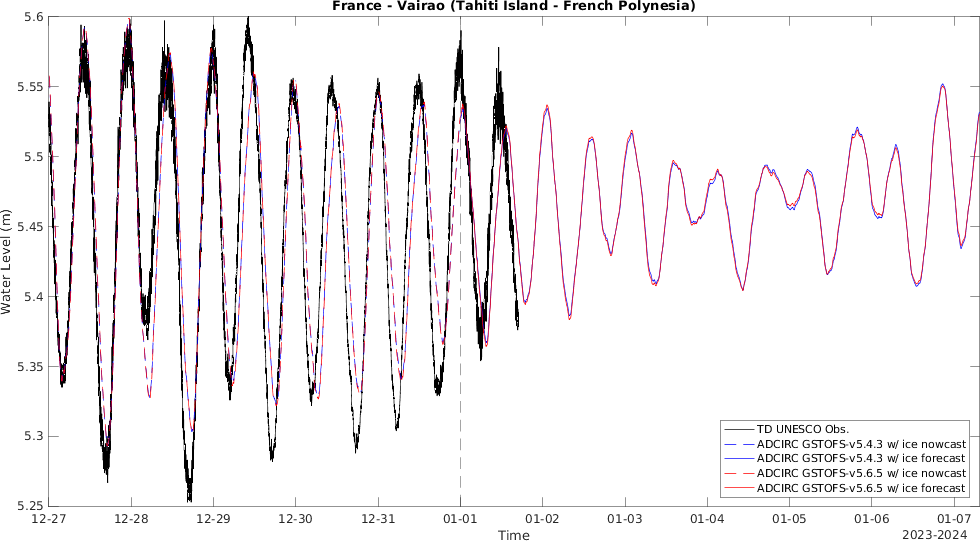 France - Vairao (Tahiti Island - French Polynesia)
Water Level (m)
5.6
5.55
5.5
5.45
5.4
5.35
5.3
5.25
12-27
12-28
12-29
12-30
12-31
01-01
01-02
01-03
01-04
01-05
01-06
01-07
Time
2023-2024
TD UNESCO Obs.
ADCIRC GSTOFS-v5.4.3 w/ ice nowcast
ADCIRC GSTOFS-v5.4.3 w/ ice forecast
ADCIRC GSTOFS-v5.6.5 w/ ice nowcast
ADCIRC GSTOFS-v5.6.5 w/ ice forecast